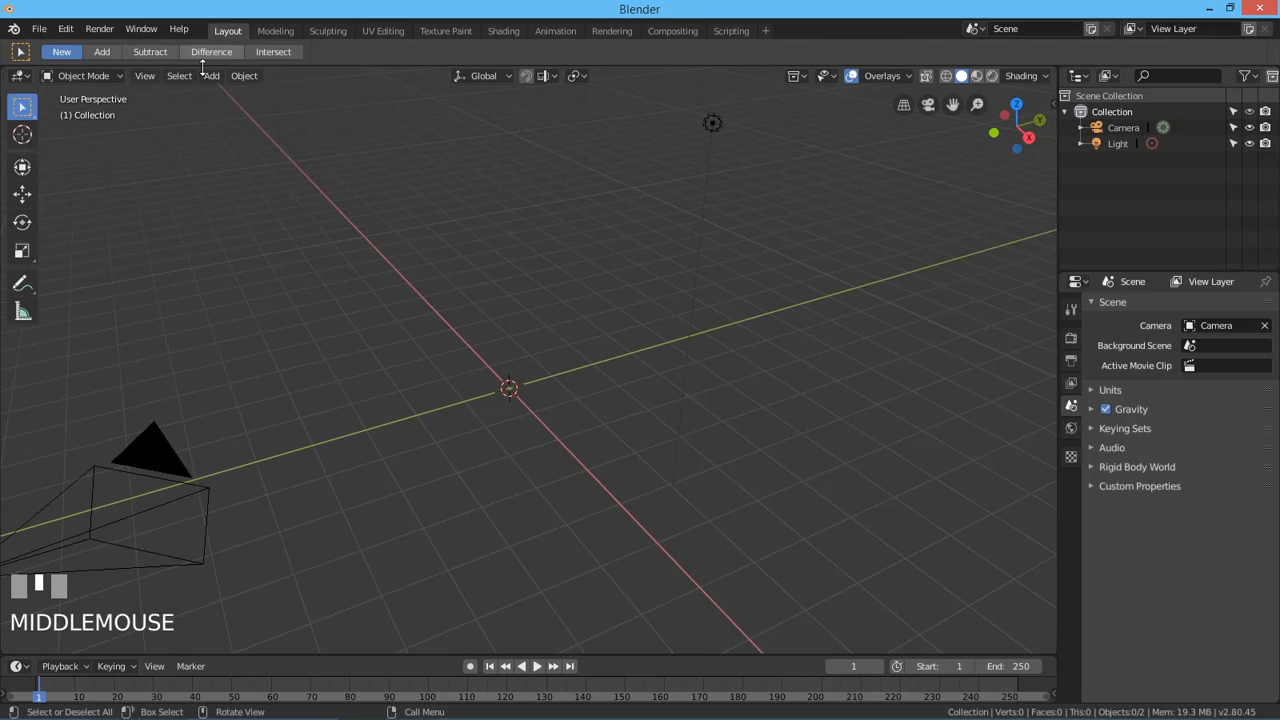 Blender
File Edit Render Window Help Layout Modeling Sculpting UV Editing Texture Paint Shading Animation Rendering Compositing Scripting + Scene View Layer
New Add Subtract Difference Intersect
Object Mode View Select Add Object Global Overlays Shading
User Perspective
(1) Collection
Z
Y
X
Scene Collection
Collection
Camera
Light
Scene View Layer
Scene
Camera Camera
Background Scene
Active Movie Clip
Units
Gravity
Keying Sets
Audio
Rigid Body World
Custom Properties
MIDDLEMOUSE
Playback Keying View Marker 1 Start: 1 End: 250
1 10 20 30 40 50 60 70 80 90 100 110 120 130 140 150 160 170 180 190 200 210 220 230 240 250
Select or Deselect All Box Select Rotate View Call Menu Collection | Verts:0 | Faces:0 | Tris:0 | Objects:0/2 | Mem: 19.3 MB | v2.80.45